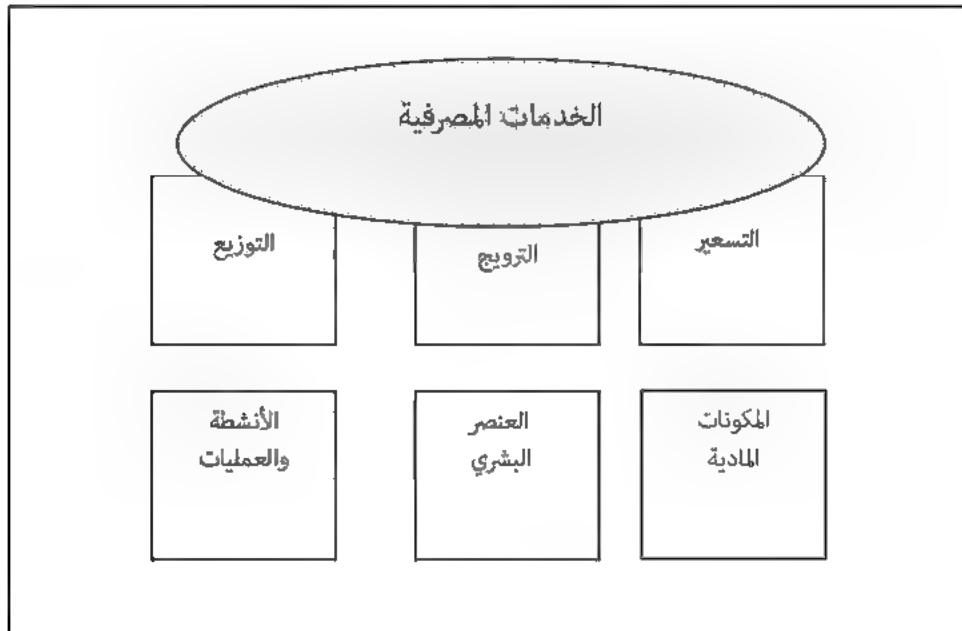 الخدمات المصرفية
التسعير
الترويج
التوزيع
المكونات
المادية
العنصر
البشري
الأنشطة
والعمليات